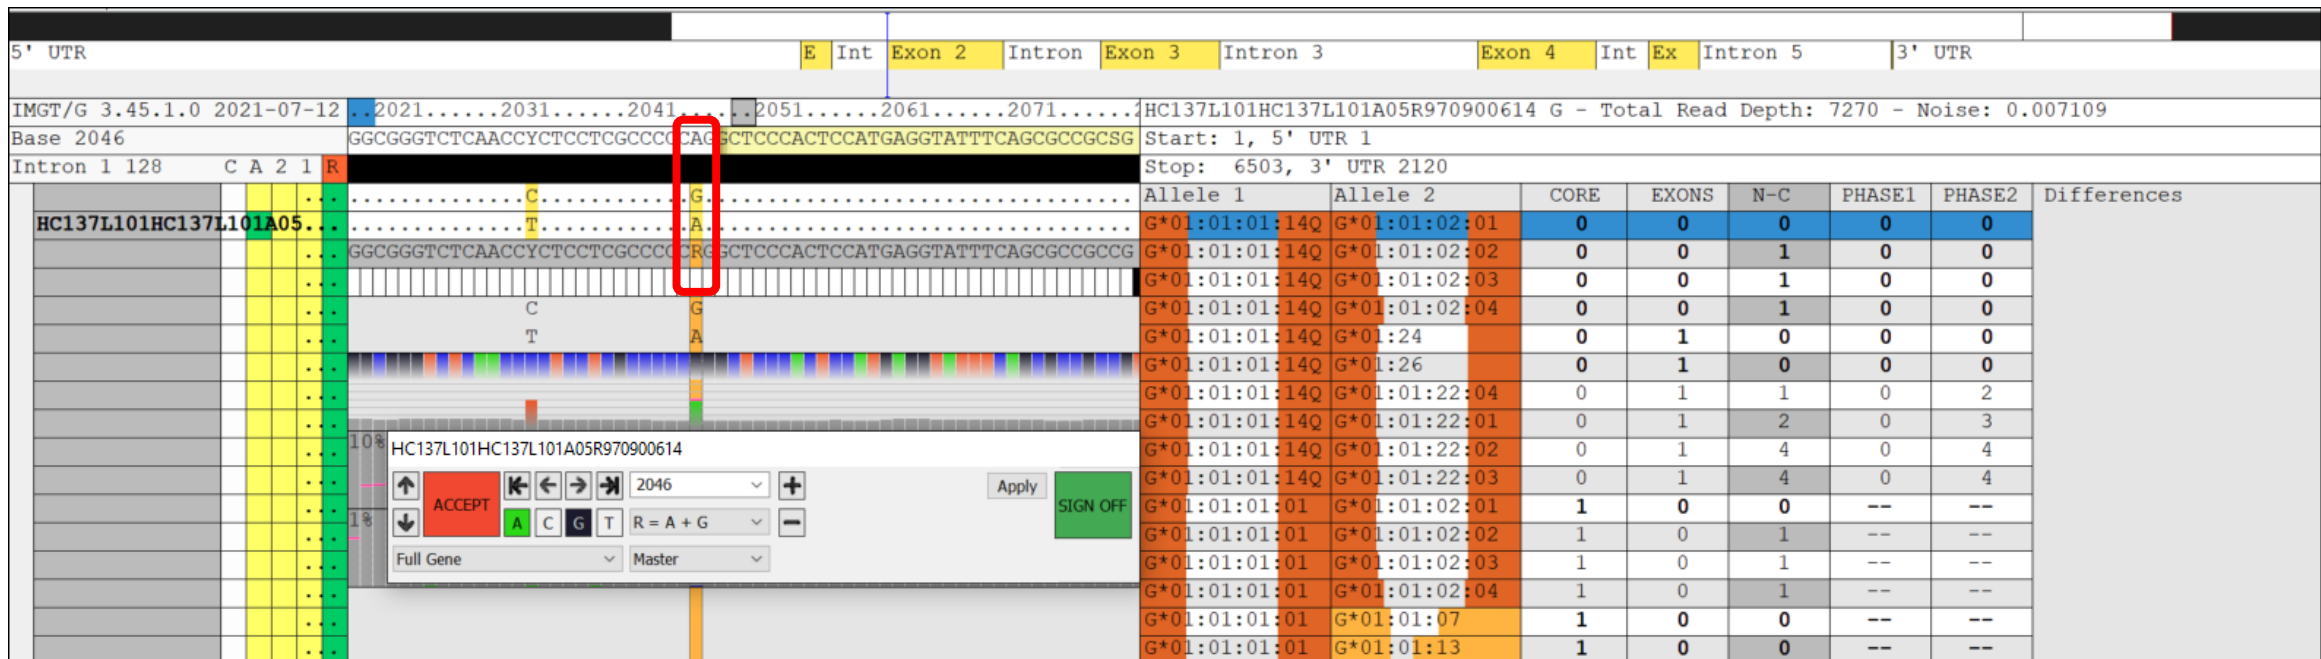 5' UTR E Int Exon 2 Intron Exon 3 Intron 3 Exon 4 Int Ex Intron 5 3' UTR
IMGT/G 3.45.1.0 2021-07-12 ..2021......2031......2041......2051......2061......2071......2 HC137L101HC137L101A05R970900614 G - Total Read Depth: 7270 - Noise: 0.007109
Base 2046 GGCGGGTCTCAACCYCTCCTCGCCCCCAGGCTCCCACTCCATGAGGTATTTCAGCGCCGCSG Start: 1, 5' UTR 1
Intron 1 128 C A 2 1 R Stop: 6503, 3' UTR 2120
C G Allele 1 Allele 2 CORE EXONS N-C PHASE1 PHASE2 Differences
HC137L101HC137L101A05... T A G*01:01:01:14Q G*01:01:02:01 0 0 0 0 0
GGCGGGTCTCAACCYCTCCTCGCCCCCRGGCTCCCACTCCATGAGGTATTTCAGCGCCGCCG G*01:01:01:14Q G*01:01:02:02 0 0 1 0 0
G*01:01:01:14Q G*01:01:02:03 0 0 1 0 0
C G G*01:01:01:14Q G*01:01:02:04 0 0 1 0 0
T A G*01:01:01:14Q G*01:24 0 1 0 0 0
G*01:01:01:14Q G*01:26 0 1 0 0 0
G*01:01:01:14Q G*01:01:22:04 0 1 1 0 2
G*01:01:01:14Q G*01:01:22:01 0 1 2 0 3
10% HC137L101HC137L101A05R970900614 G*01:01:01:14Q G*01:01:22:02 0 1 4 0 4
ACCEPT 2046 Apply SIGN OFF G*01:01:01:14Q G*01:01:22:03 0 1 4 0 4
1% A C G T R = A + G G*01:01:01:01 G*01:01:02:01 1 0 0 -- --
G*01:01:01:01 G*01:01:02:02 1 0 1 -- --
Full Gene Master G*01:01:01:01 G*01:01:02:03 1 0 1 -- --
G*01:01:01:01 G*01:01:02:04 1 0 1 -- --
G*01:01:01:01 G*01:01:07 1 0 0 -- --
G*01:01:01:01 G*01:01:13 1 0 0 -- --